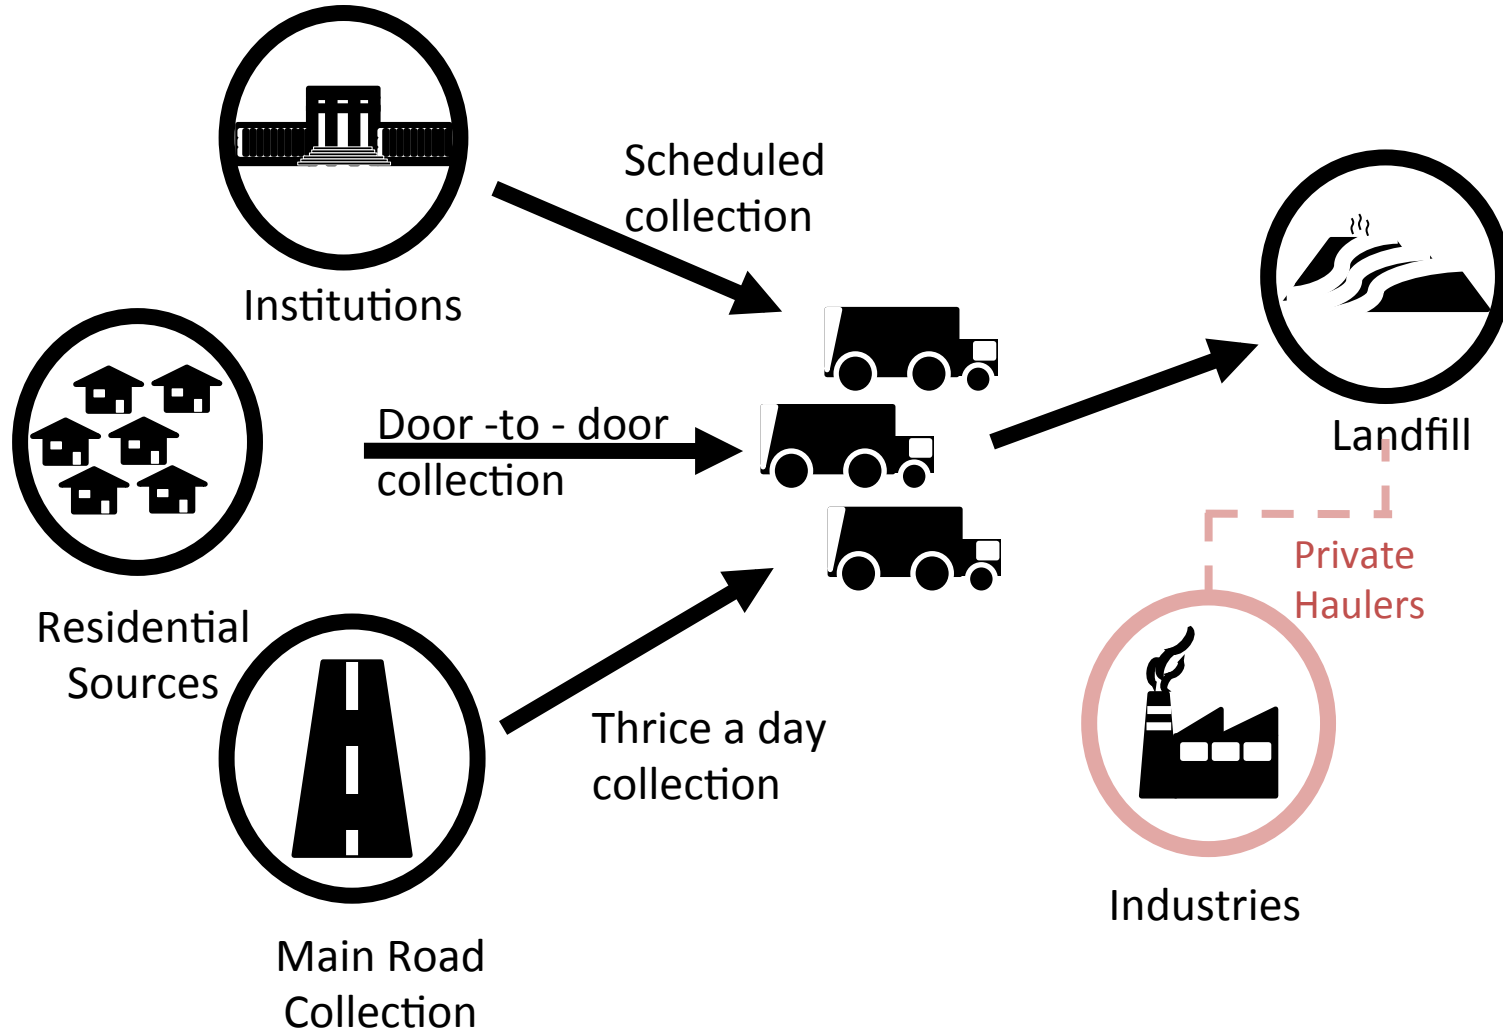 Scheduled
collection
Institutions
Door -to - door
collection
Landfill
Private
Haulers
Residential
Sources
Thrice a day
collection
Industries
Main Road
Collection